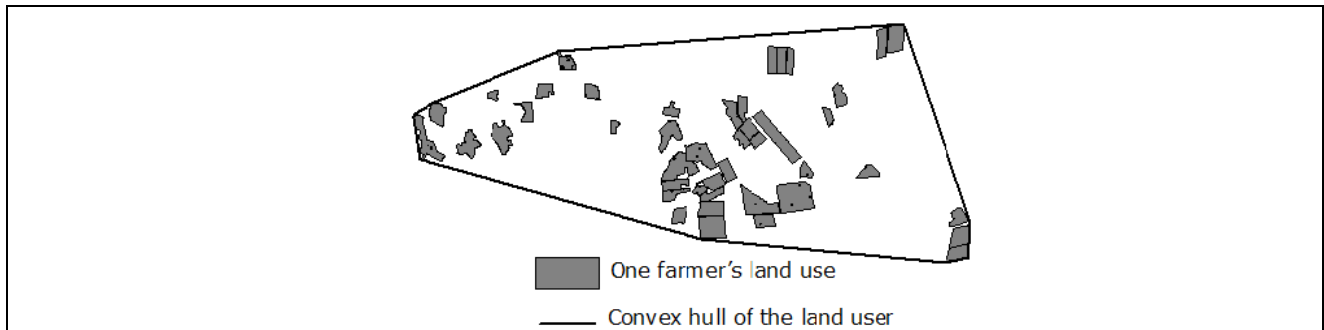 One farmer's land use
Convex hull of the land user